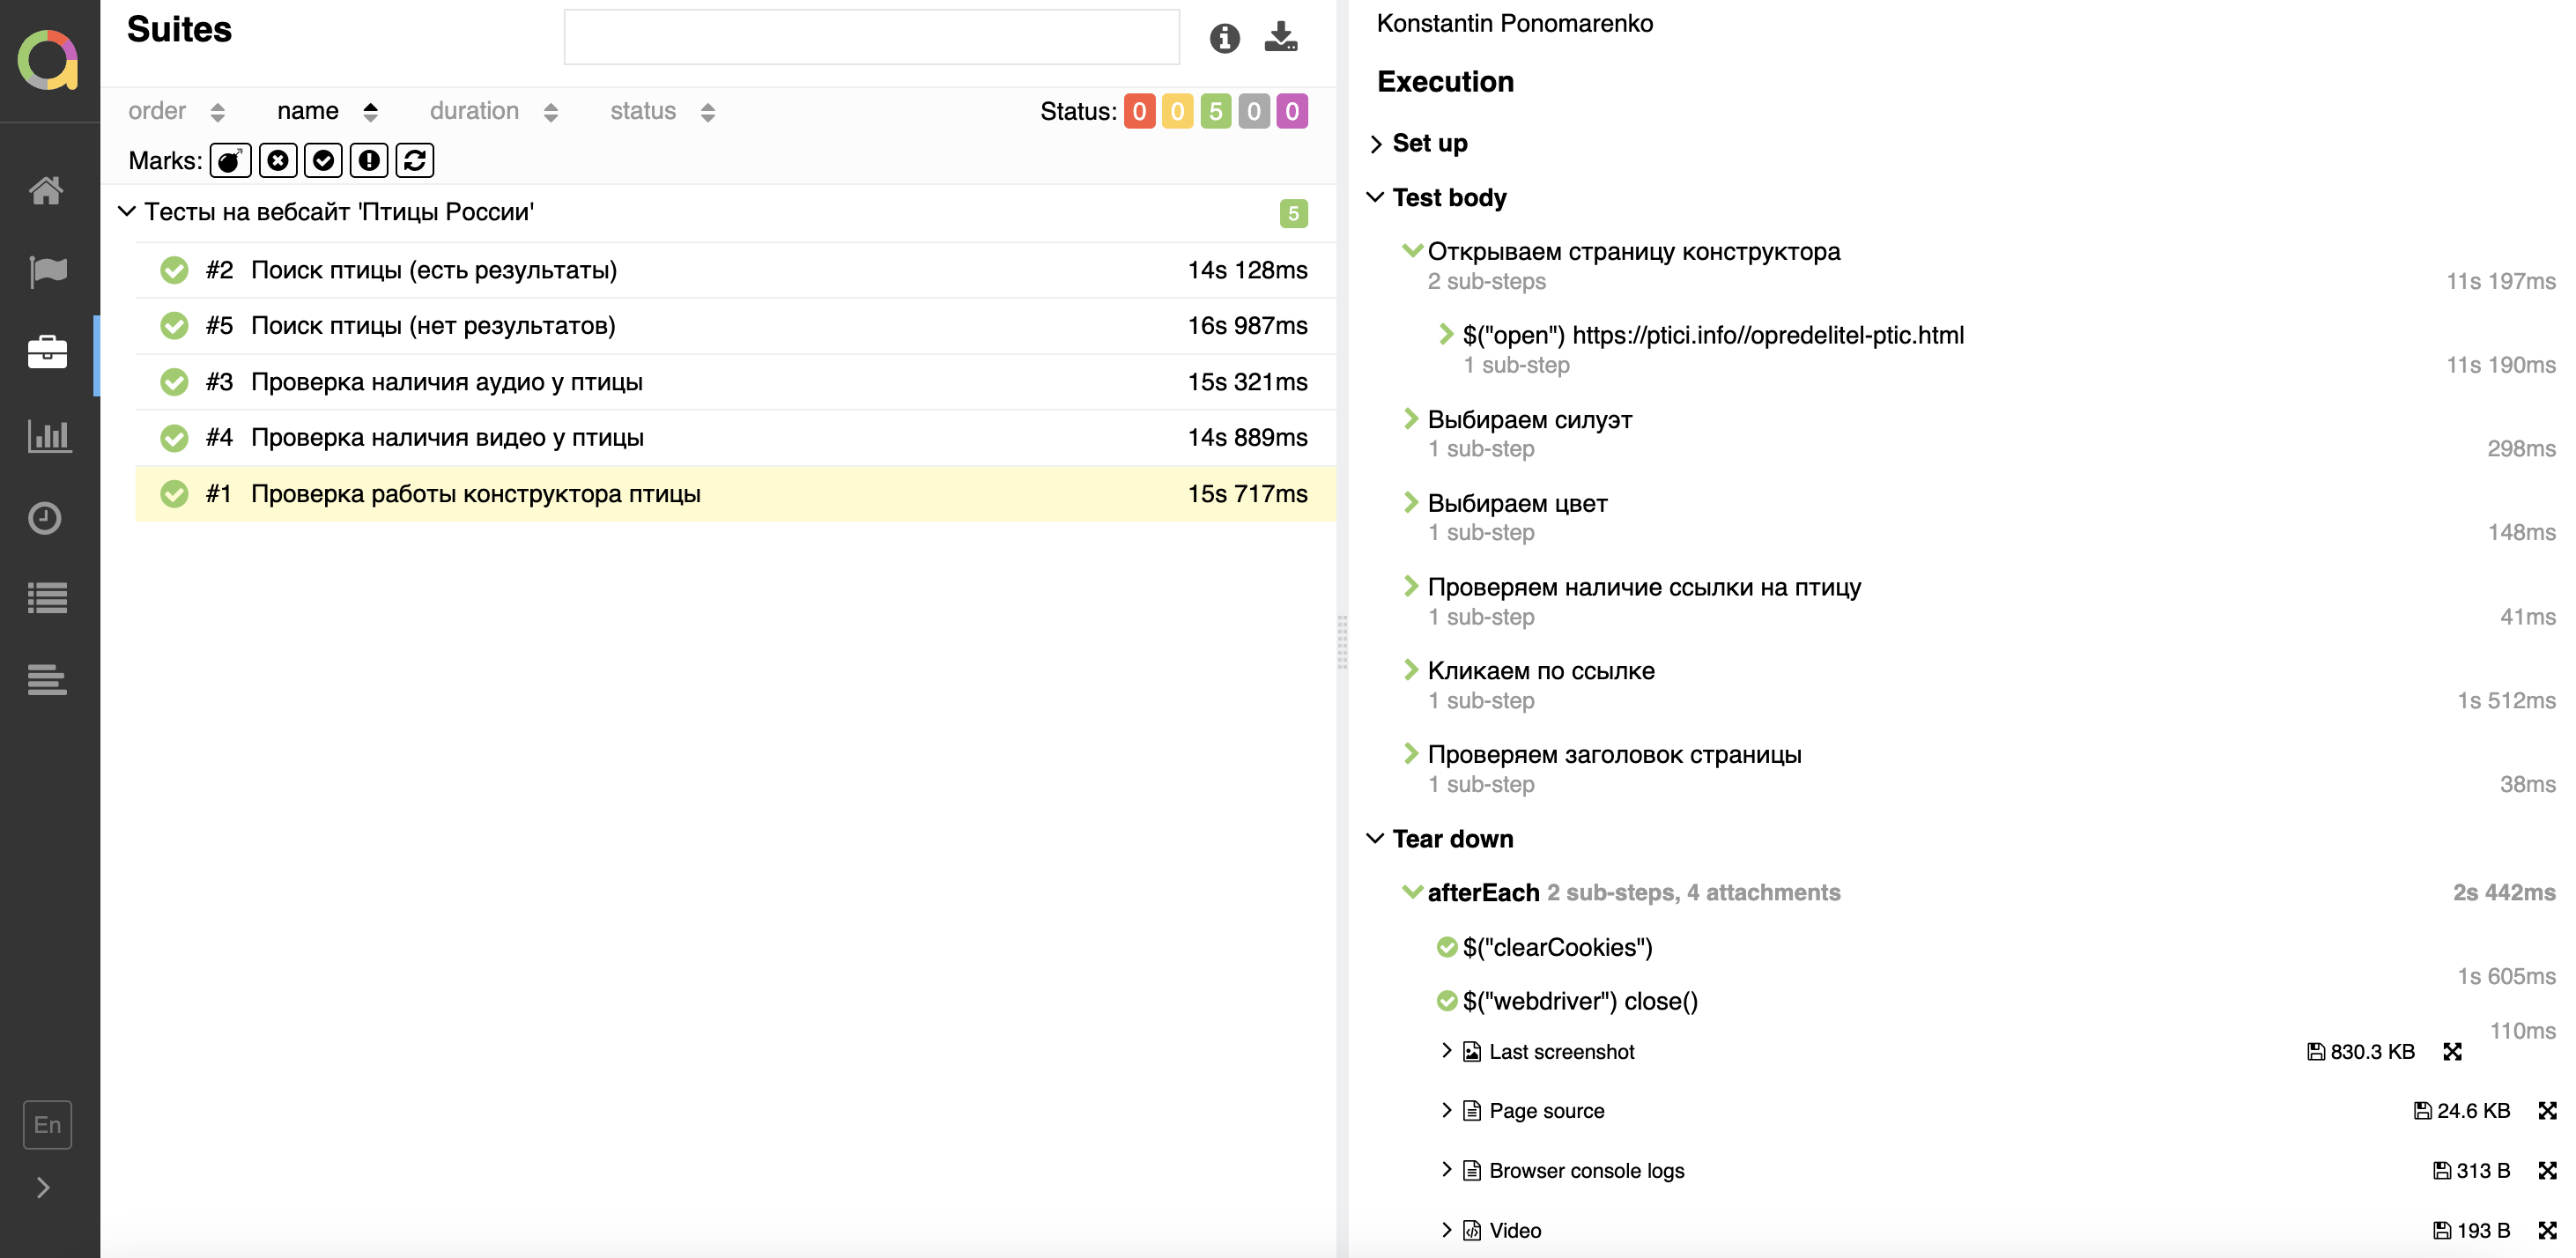 Suites
order name duration status Status: 0 0 5 0 0
Marks:
Тесты на вебсайт 'Птицы России' 5
#2 Поиск птицы (есть результаты) 14s 128ms
#5 Поиск птицы (нет результатов) 16s 987ms
#3 Проверка наличия аудио у птицы 15s 321ms
#4 Проверка наличия видео у птицы 14s 889ms
#1 Проверка работы конструктора птицы 15s 717ms
En
Konstantin Ponomarenko
Execution
Set up
Test body
Открываем страницу конструктора
2 sub-steps 11s 197ms
$("open") https://ptici.info//opredelitel-ptic.html
1 sub-step 11s 190ms
Выбираем силуэт
1 sub-step 298ms
Выбираем цвет
1 sub-step 148ms
Проверяем наличие ссылки на птицу
1 sub-step 41ms
Кликаем по ссылке
1 sub-step 1s 512ms
Проверяем заголовок страницы
1 sub-step 38ms
Tear down
afterEach 2 sub-steps, 4 attachments 2s 442ms
$("clearCookies")
1s 605ms
$("webdriver") close()
110ms
Last screenshot 830.3 KB
Page source 24.6 KB
Browser console logs 313 B
Video 193 B